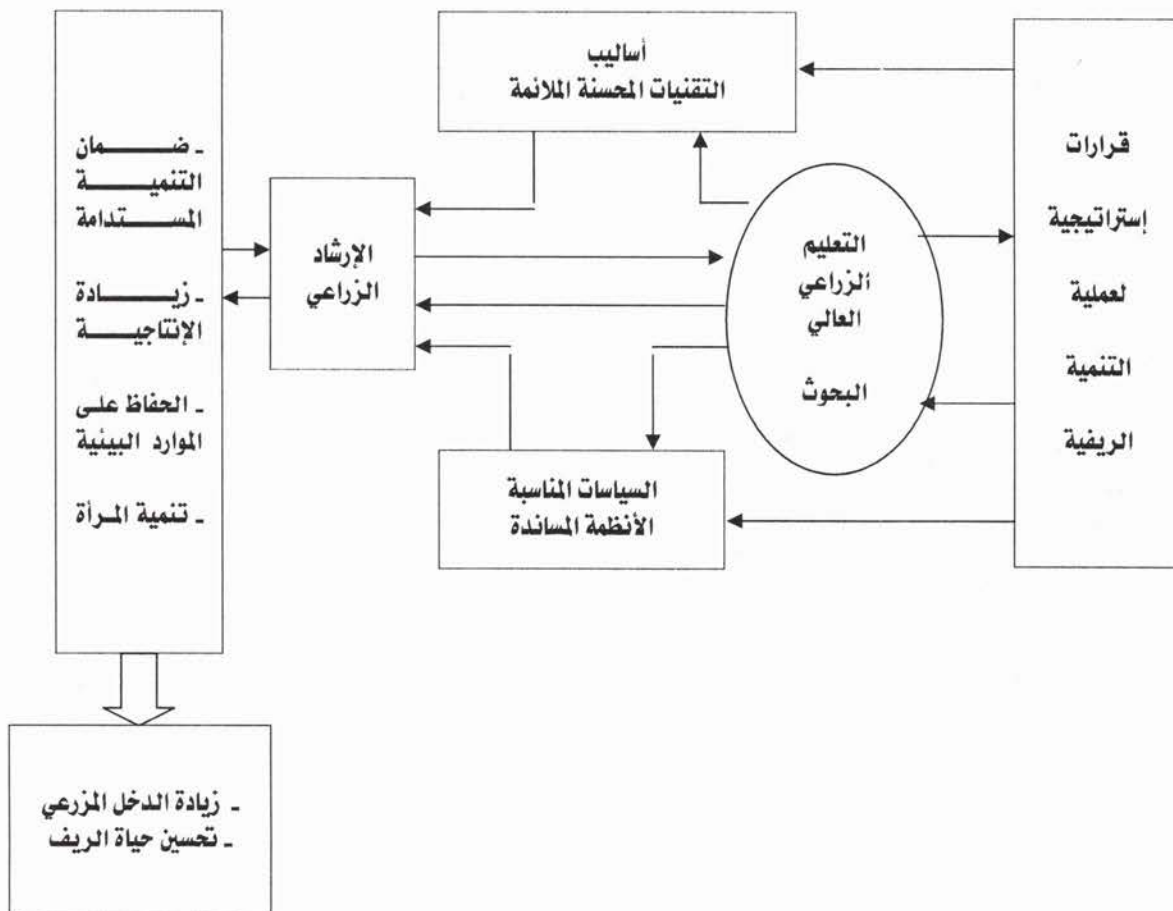 قرارات
إستراتيجية
لعملية
التنمية
الريفية
أساليب
التقنيات المحسنة الملائمة
التعليم
ألزراعي
العالي
البحوث
السياسات المناسبة
الأنظمة المساندة
الإرشاد
الزراعي
ـ ضمان
التنمية
المستدامة
ـ زيادة
الإنتاجية
ـ الحفاظ على
الموارد البيئية
ـ تنمية المرأة
ـ زيادة الدخل المزرعي
ـ تحسين حياة الريف